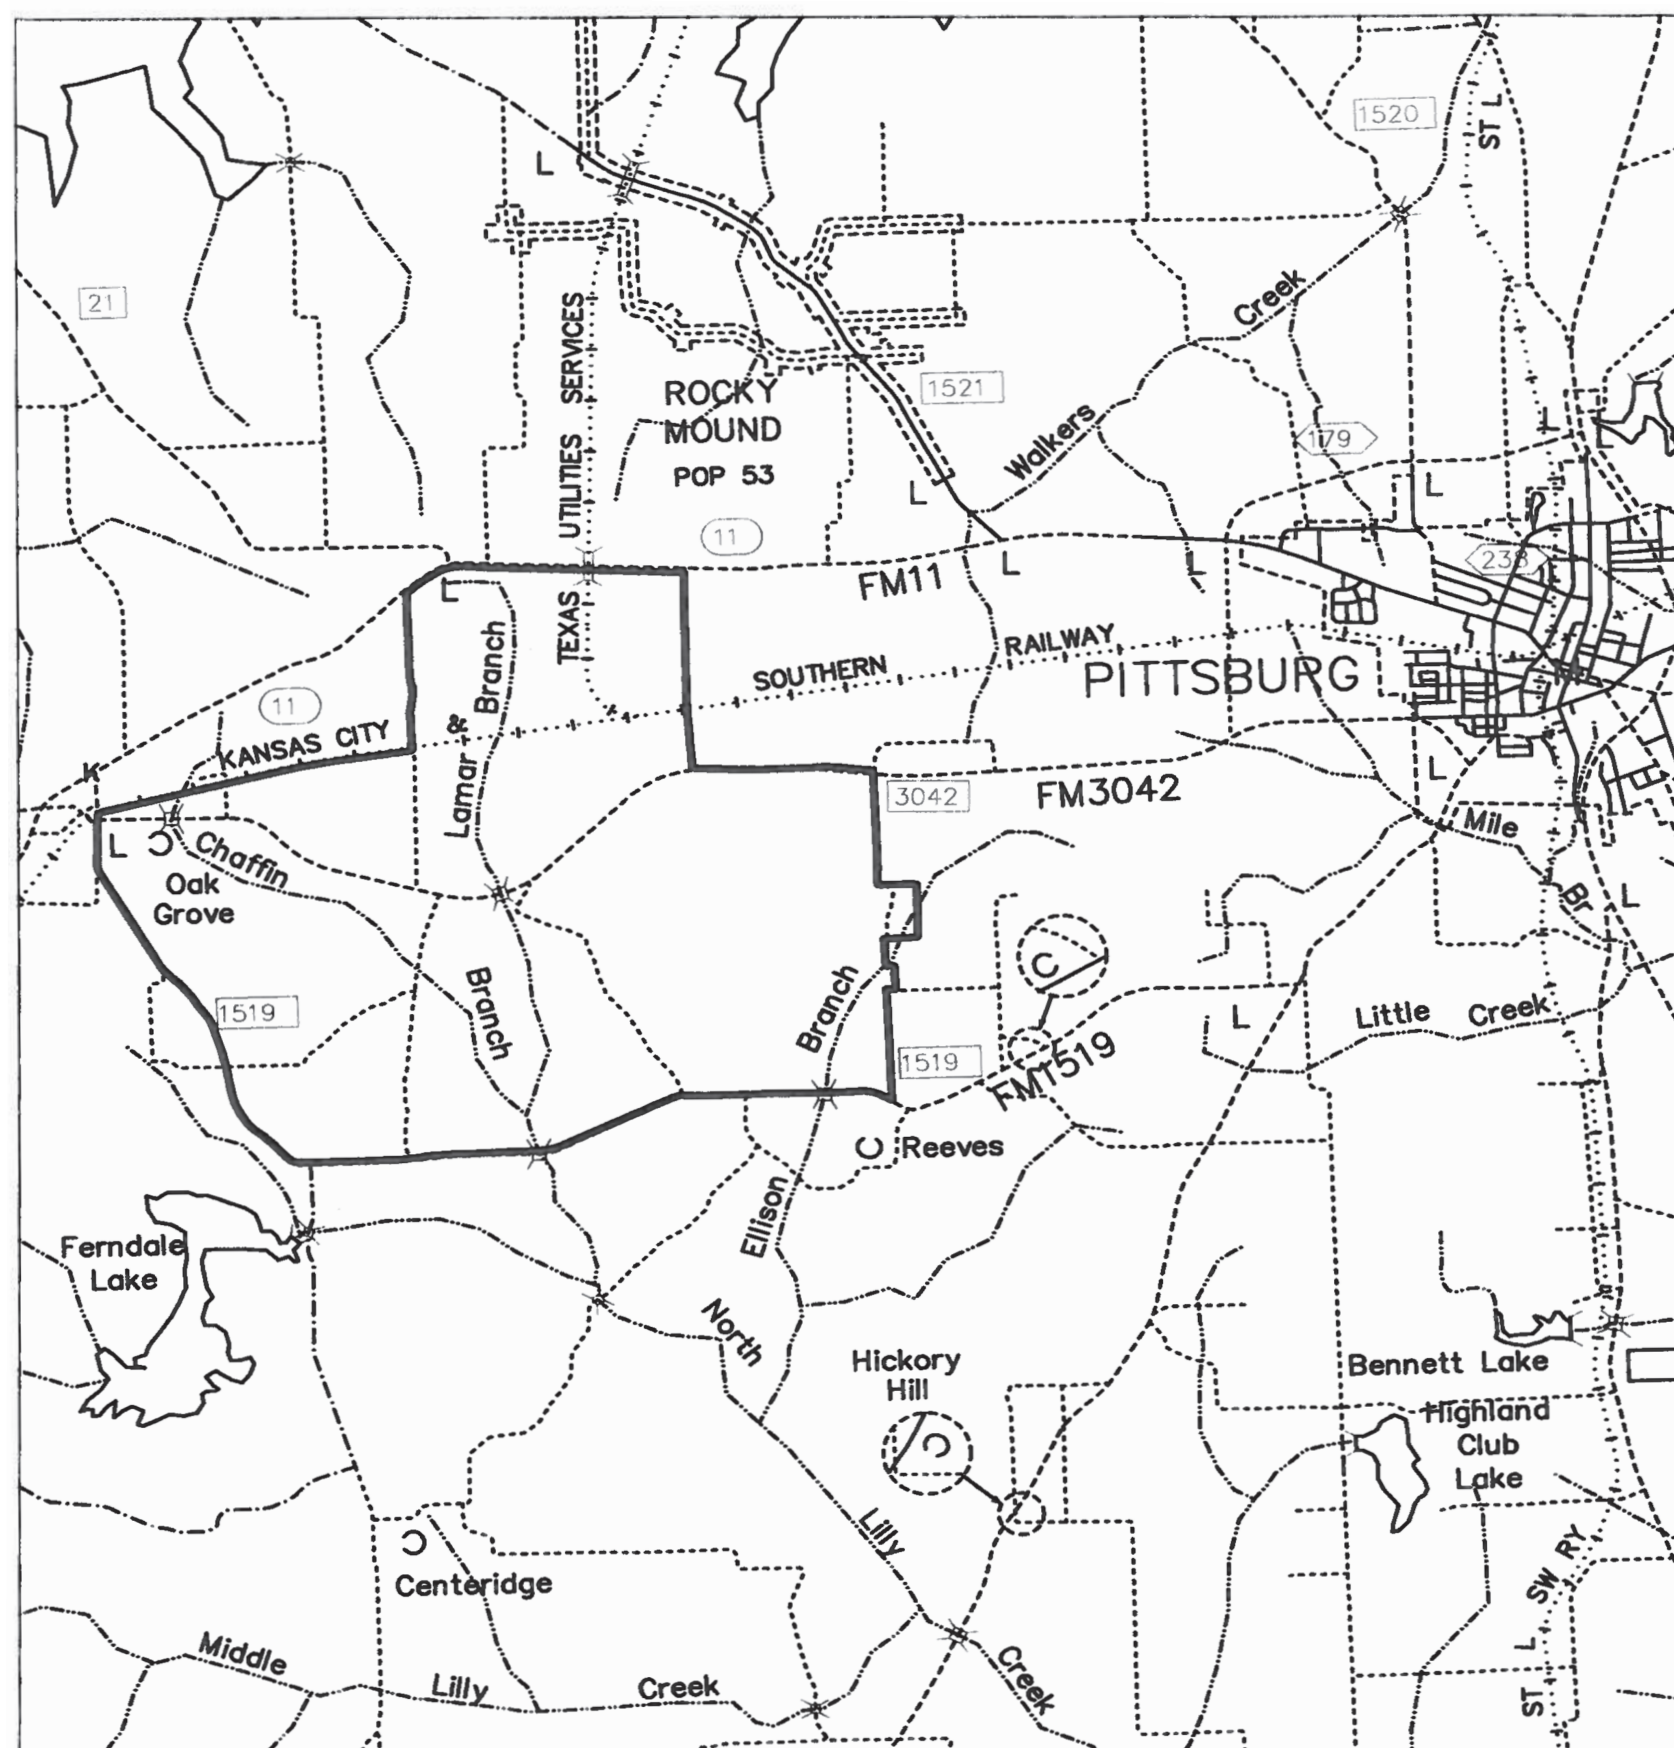 1520
ST L
L
21
Creek
TEXAS UTILITIES SERVICES
ROCKY
MOUND
POP 53
1521
Walkers
179
L
L
L
11
L
FM11
L
L
238
Lamar Branch
11
KANSAS CITY & SOUTHERN RAILWAY
PITTSBURG
K
L
3042
FM3042
Mile
Br
L
L
C
Chaffin
Branch
Oak
Grove
C
Branch
1519
1519
FM1519
L
Little Creek
C Reeves
Ellison
Ferndale
Lake
North
Hickory
Hill
C
Bennett Lake
Highland
Club
Lake
Lilly
C
Centeridge
SW RY
L
ST
Middle
Lilly
Creek
Creek